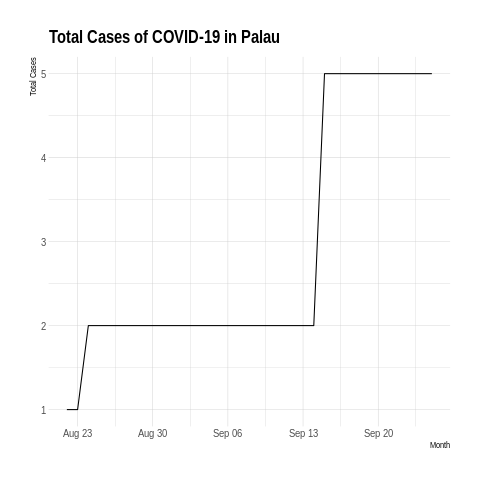 Total Cases of COVID-19 in Palau
Total Cases
5
4
3
2
1
Aug 23 Aug 30 Sep 06 Sep 13 Sep 20
Month